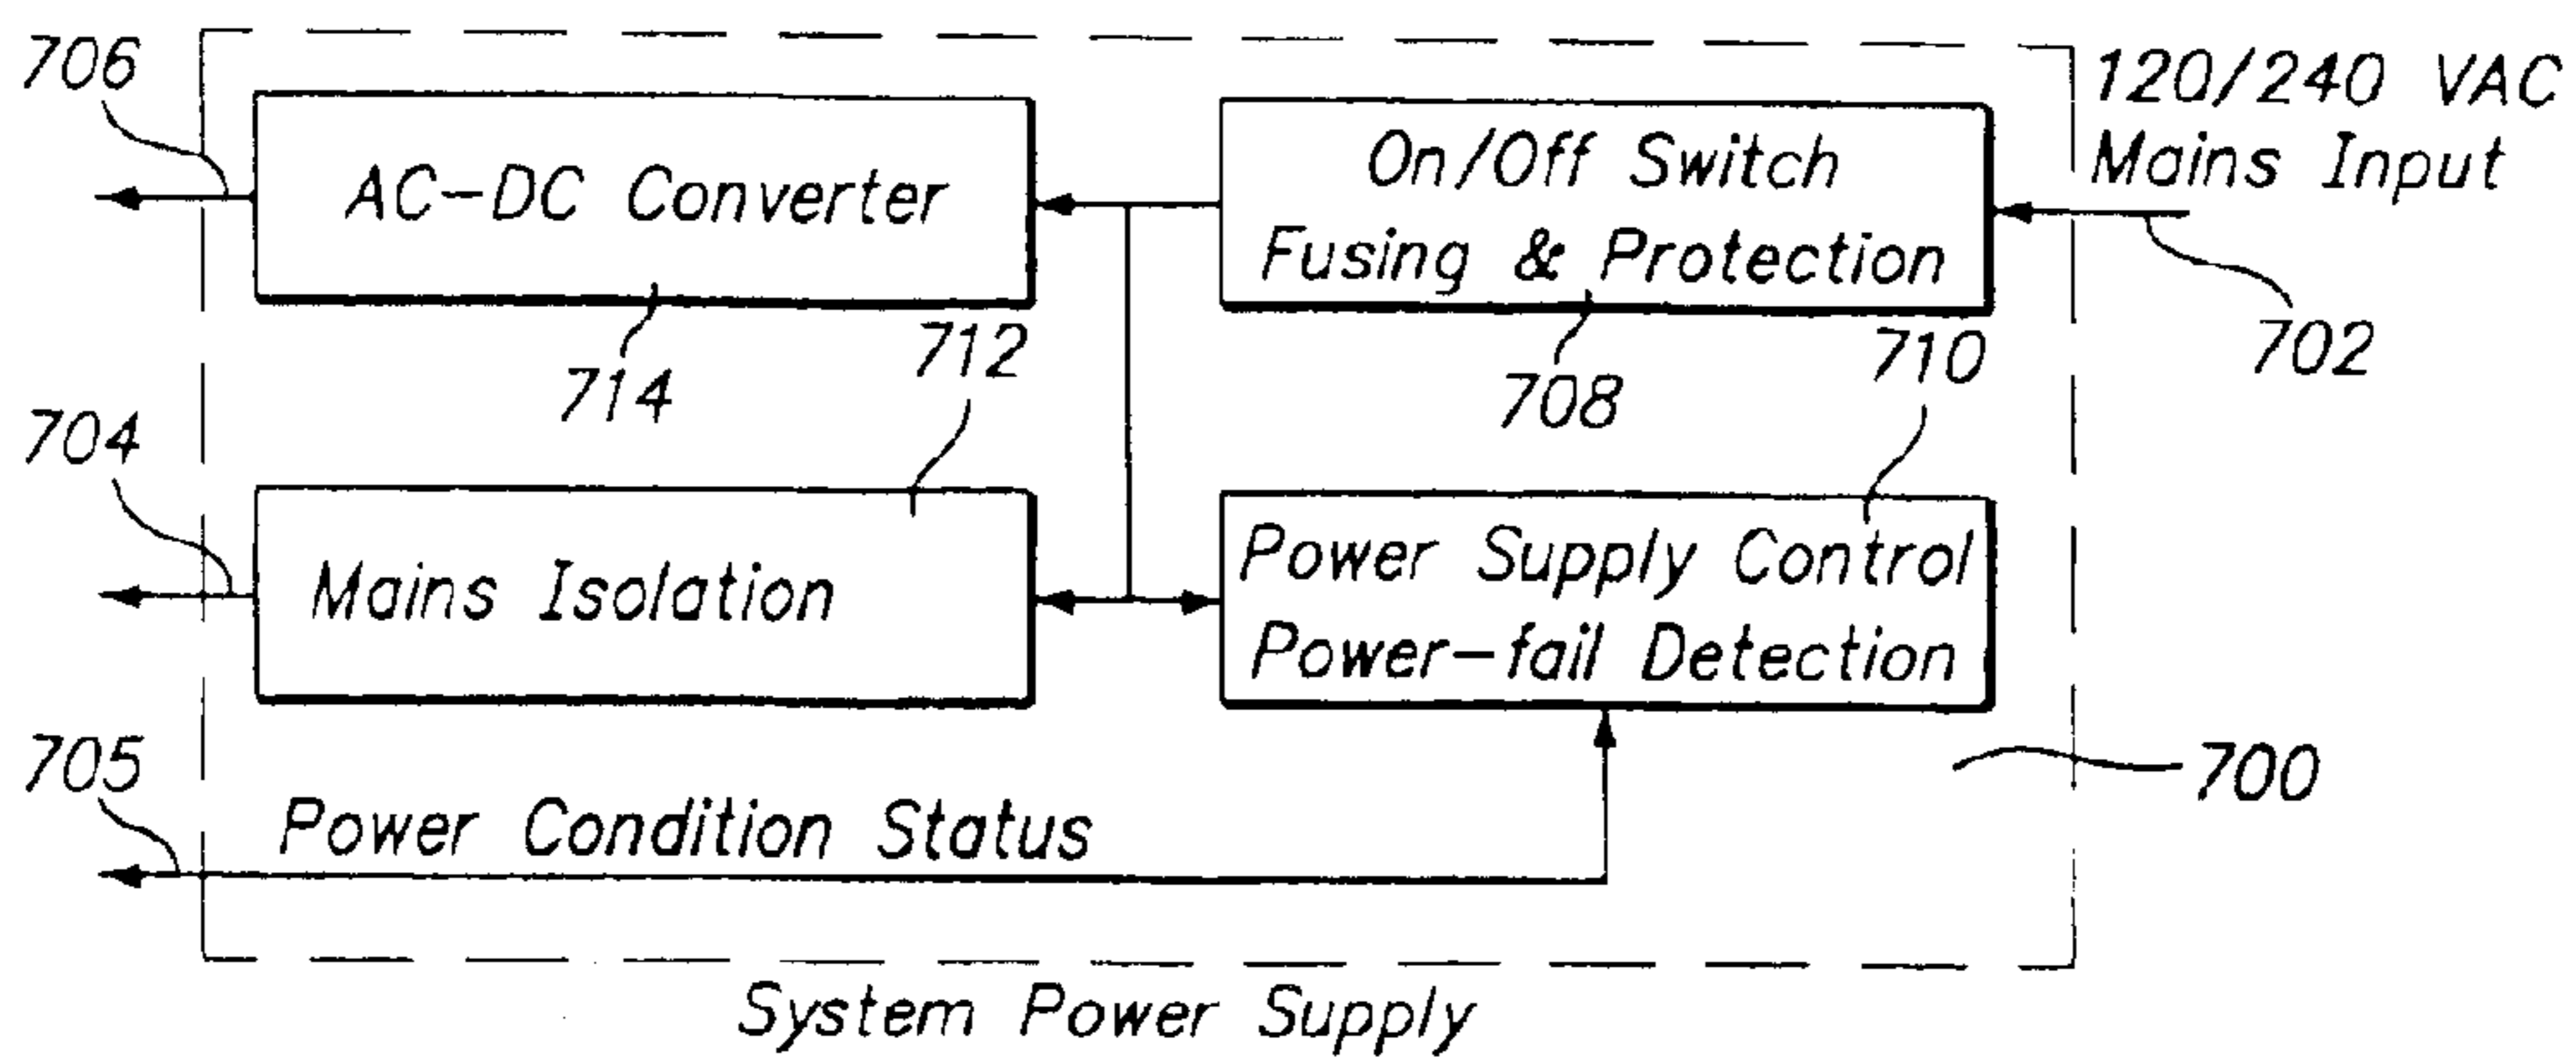 706
120/240 VAC
Mains Input
AC-DC Converter
On/Off Switch
Fusing & Protection
702
714
712
708
710
704
Mains Isolation
Power Supply Control
Power-fail Detection
705
Power Condition Status
700
System Power Supply